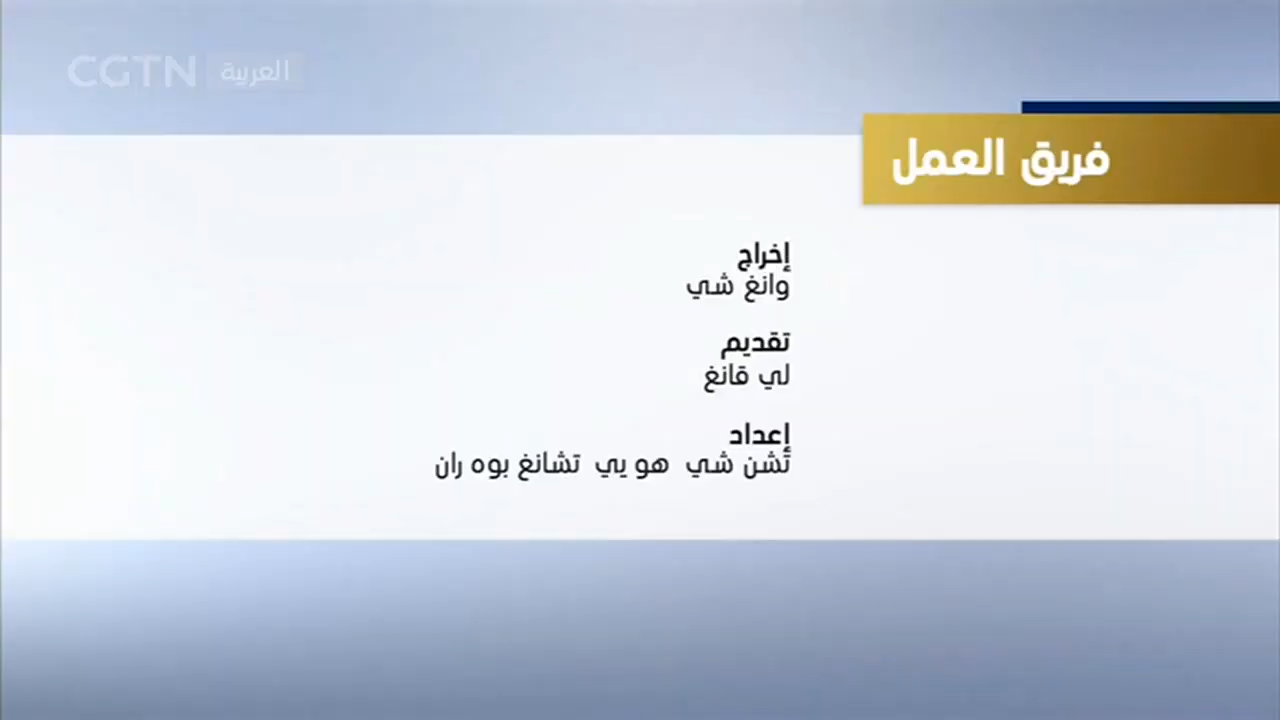 CGTN العربية
فريق العمل
إخراج
وانغ شي
تقديم
لي قانغ
إعداد
تشن شي هو يي تشانغ بوه ران